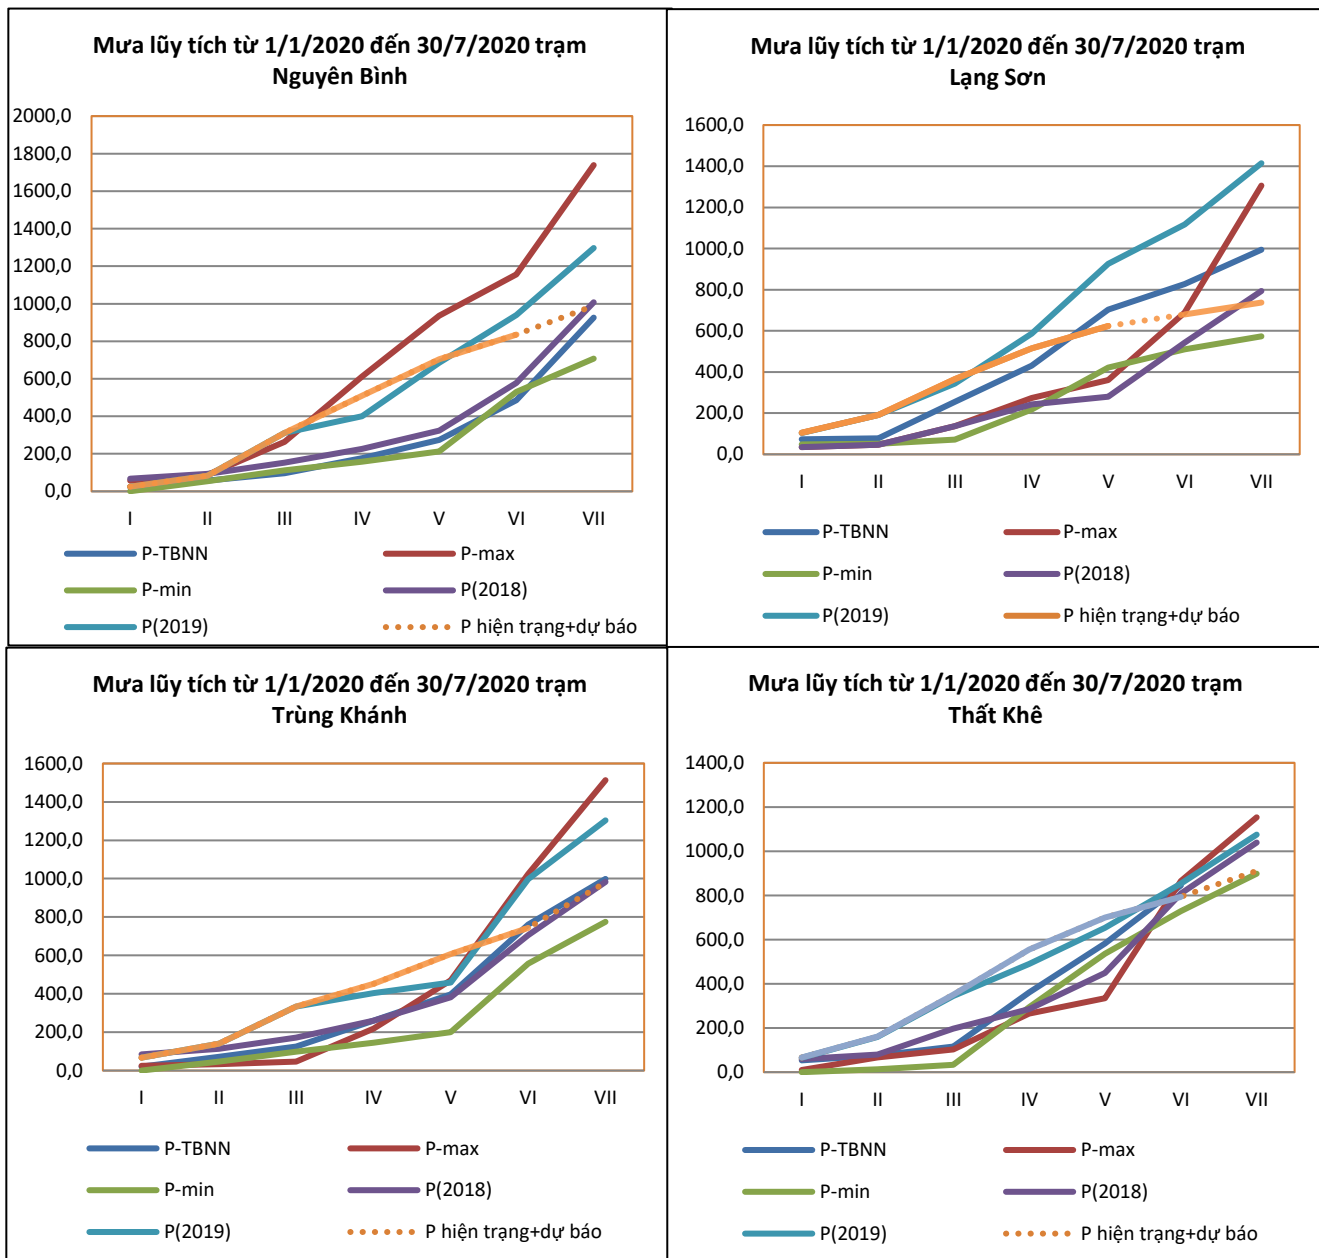 Mưa lũy tích từ 1/1/2020 đến 30/7/2020 trạm
Nguyên Bình
2000,0
1800,0
1600,0
1400,0
1200,0
1000,0
800,0
600,0
400,0
200,0
0,0
I II III IV V VI VII
P-TBNN P-max
P-min P(2018)
P(2019) P hiện trạng+dự báo
Mưa lũy tích từ 1/1/2020 đến 30/7/2020 trạm
Lạng Sơn
1600,0
1400,0
1200,0
1000,0
800,0
600,0
400,0
200,0
0,0
I II III IV V VI VII
P-TBNN P-max
P-min P(2018)
P(2019) P hiện trạng+dự báo
Mưa lũy tích từ 1/1/2020 đến 30/7/2020 trạm
Trùng Khánh
1600,0
1400,0
1200,0
1000,0
800,0
600,0
400,0
200,0
0,0
I II III IV V VI VII
P-TBNN P-max
P-min P(2018)
P(2019) P hiện trạng+dự báo
Mưa lũy tích từ 1/1/2020 đến 30/7/2020 trạm
Thất Khê
1400,0
1200,0
1000,0
800,0
600,0
400,0
200,0
0,0
I II III IV V VI VII
P-TBNN P-max
P-min P(2018)
P(2019) P hiện trạng+dự báo